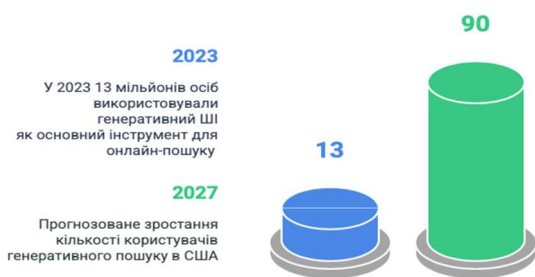 2023
У 2023 13 мільйонів осіб
використовували
генеративний ШІ
як основний інструмент для
онлайн-пошуку
2027
Прогнозоване зростання
кількості користувачів
генеративного пошуку в США
13
90